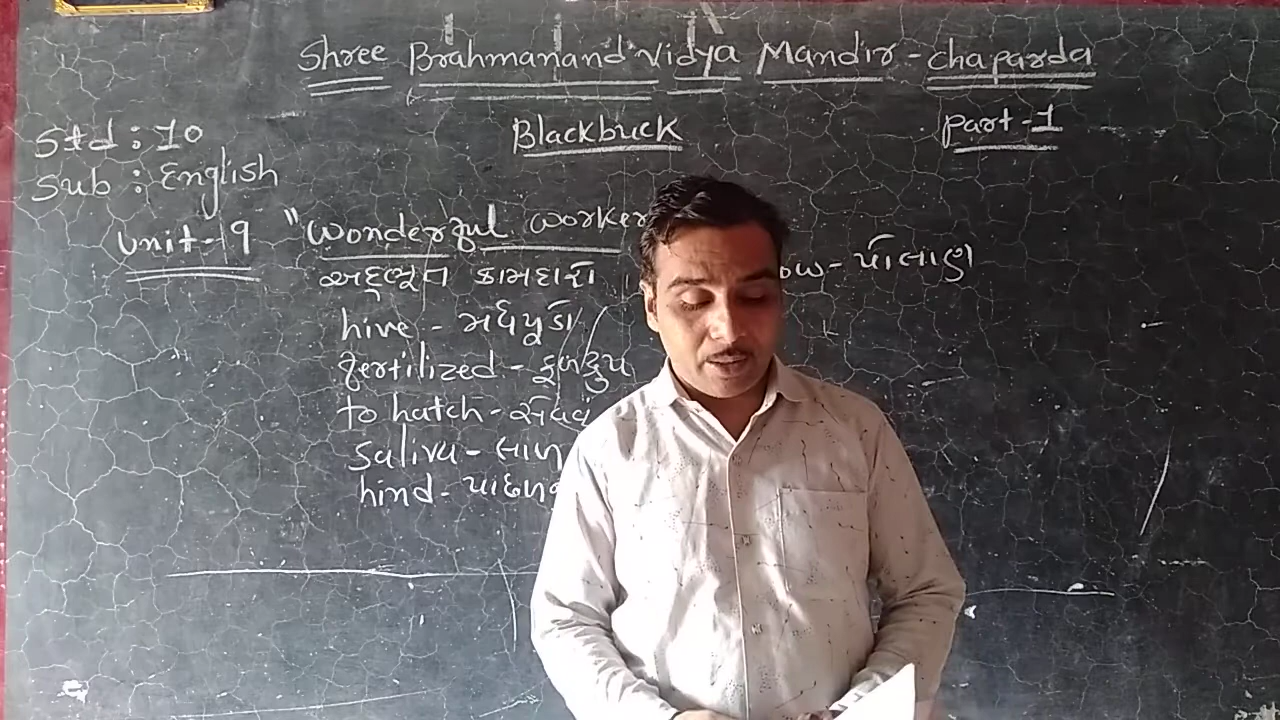 Shree Brahmanand Vidya Mandir - chaparda
Blackbuck
Part - 1
Std : 10
Sub : English
Unit - 9 "Wonderful worker
અદ્ભૂત કામદારો
hive - મધપૂડો
fertilized - ફળદ્રુપ
to hatch - સેવવુ
Saliva - લાળ
hind -
ow - પોલાણ